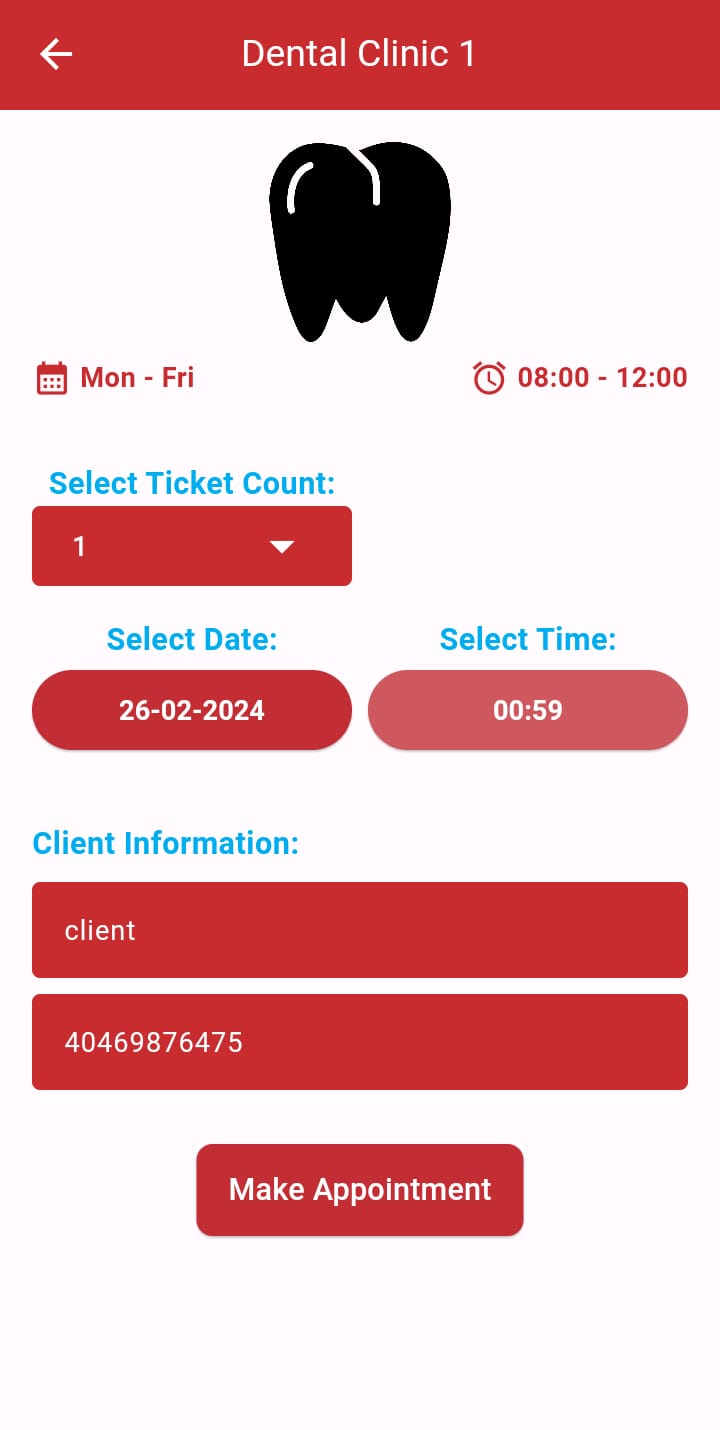 Dental Clinic 1
Mon - Fri
08:00 - 12:00
Select Ticket Count:
1
Select Date:
Select Time:
26-02-2024
00:59
Client Information:
client
40469876475
Make Appointment